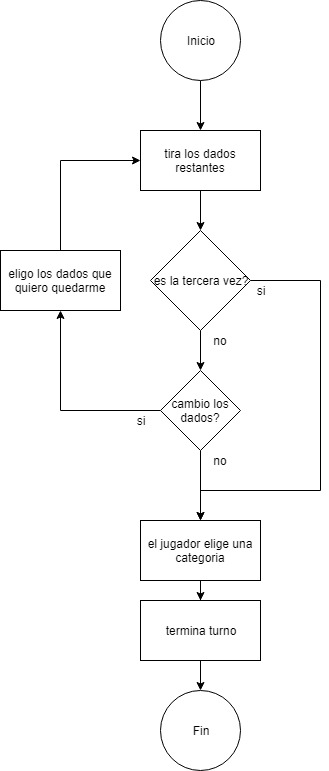 Inicio
tira los dados
restantes
eligo los dados que
quiero quedarme
es la tercera vez?
si
no
cambio los
dados?
si
no
el jugador elige una
categoria
termina turno
Fin